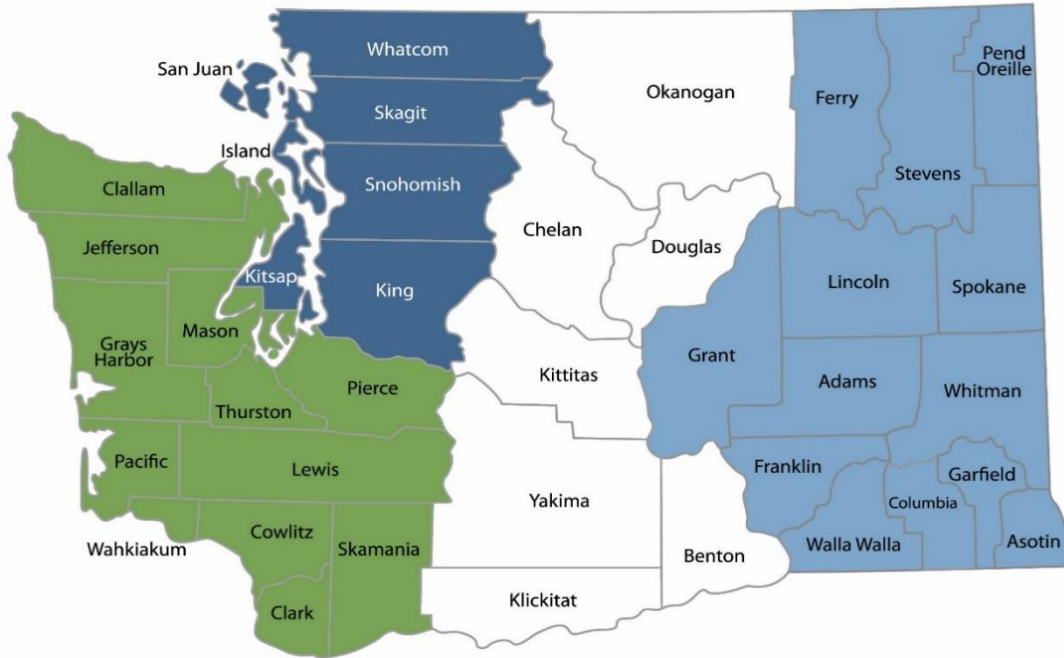 Whatcom
San Juan
Pend
Oreille
Okanogan
Ferry
Skagit
Island
Stevens
Snohomish
Clallam
Chelan
Douglas
Jefferson
Kitsap
King
Lincoln
Spokane
Mason
Grays
Harbor
Grant
Kittitas
Adams
Whitman
Pierce
Thurston
Pacific
Lewis
Franklin
Garfield
Yakima
Columbia
Cowlitz
Wahkiakum
Skamania
Benton
Walla Walla
Asotin
Klickitat
Clark